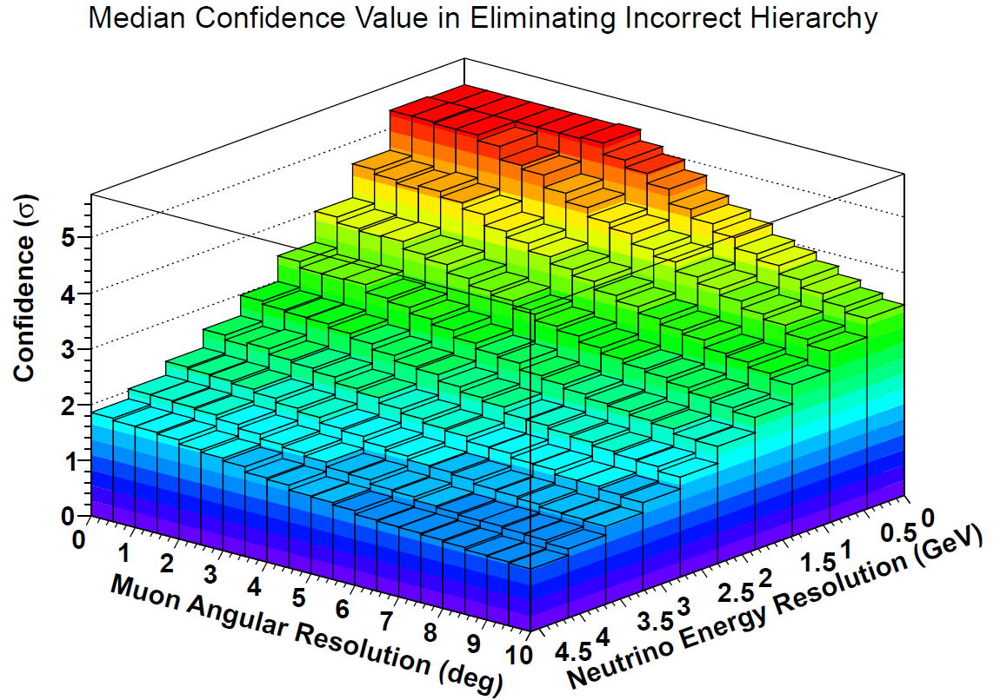 Median Confidence Value in Eliminating Incorrect Hierarchy
Confidence (σ)
5
4
3
2
1
0
0 1 2 3 4 5 6 7 8 9 10
Muon Angular Resolution (deg)
4.5 4 3.5 3 2.5 2 1.5 1 0.5 0
Neutrino Energy Resolution (GeV)